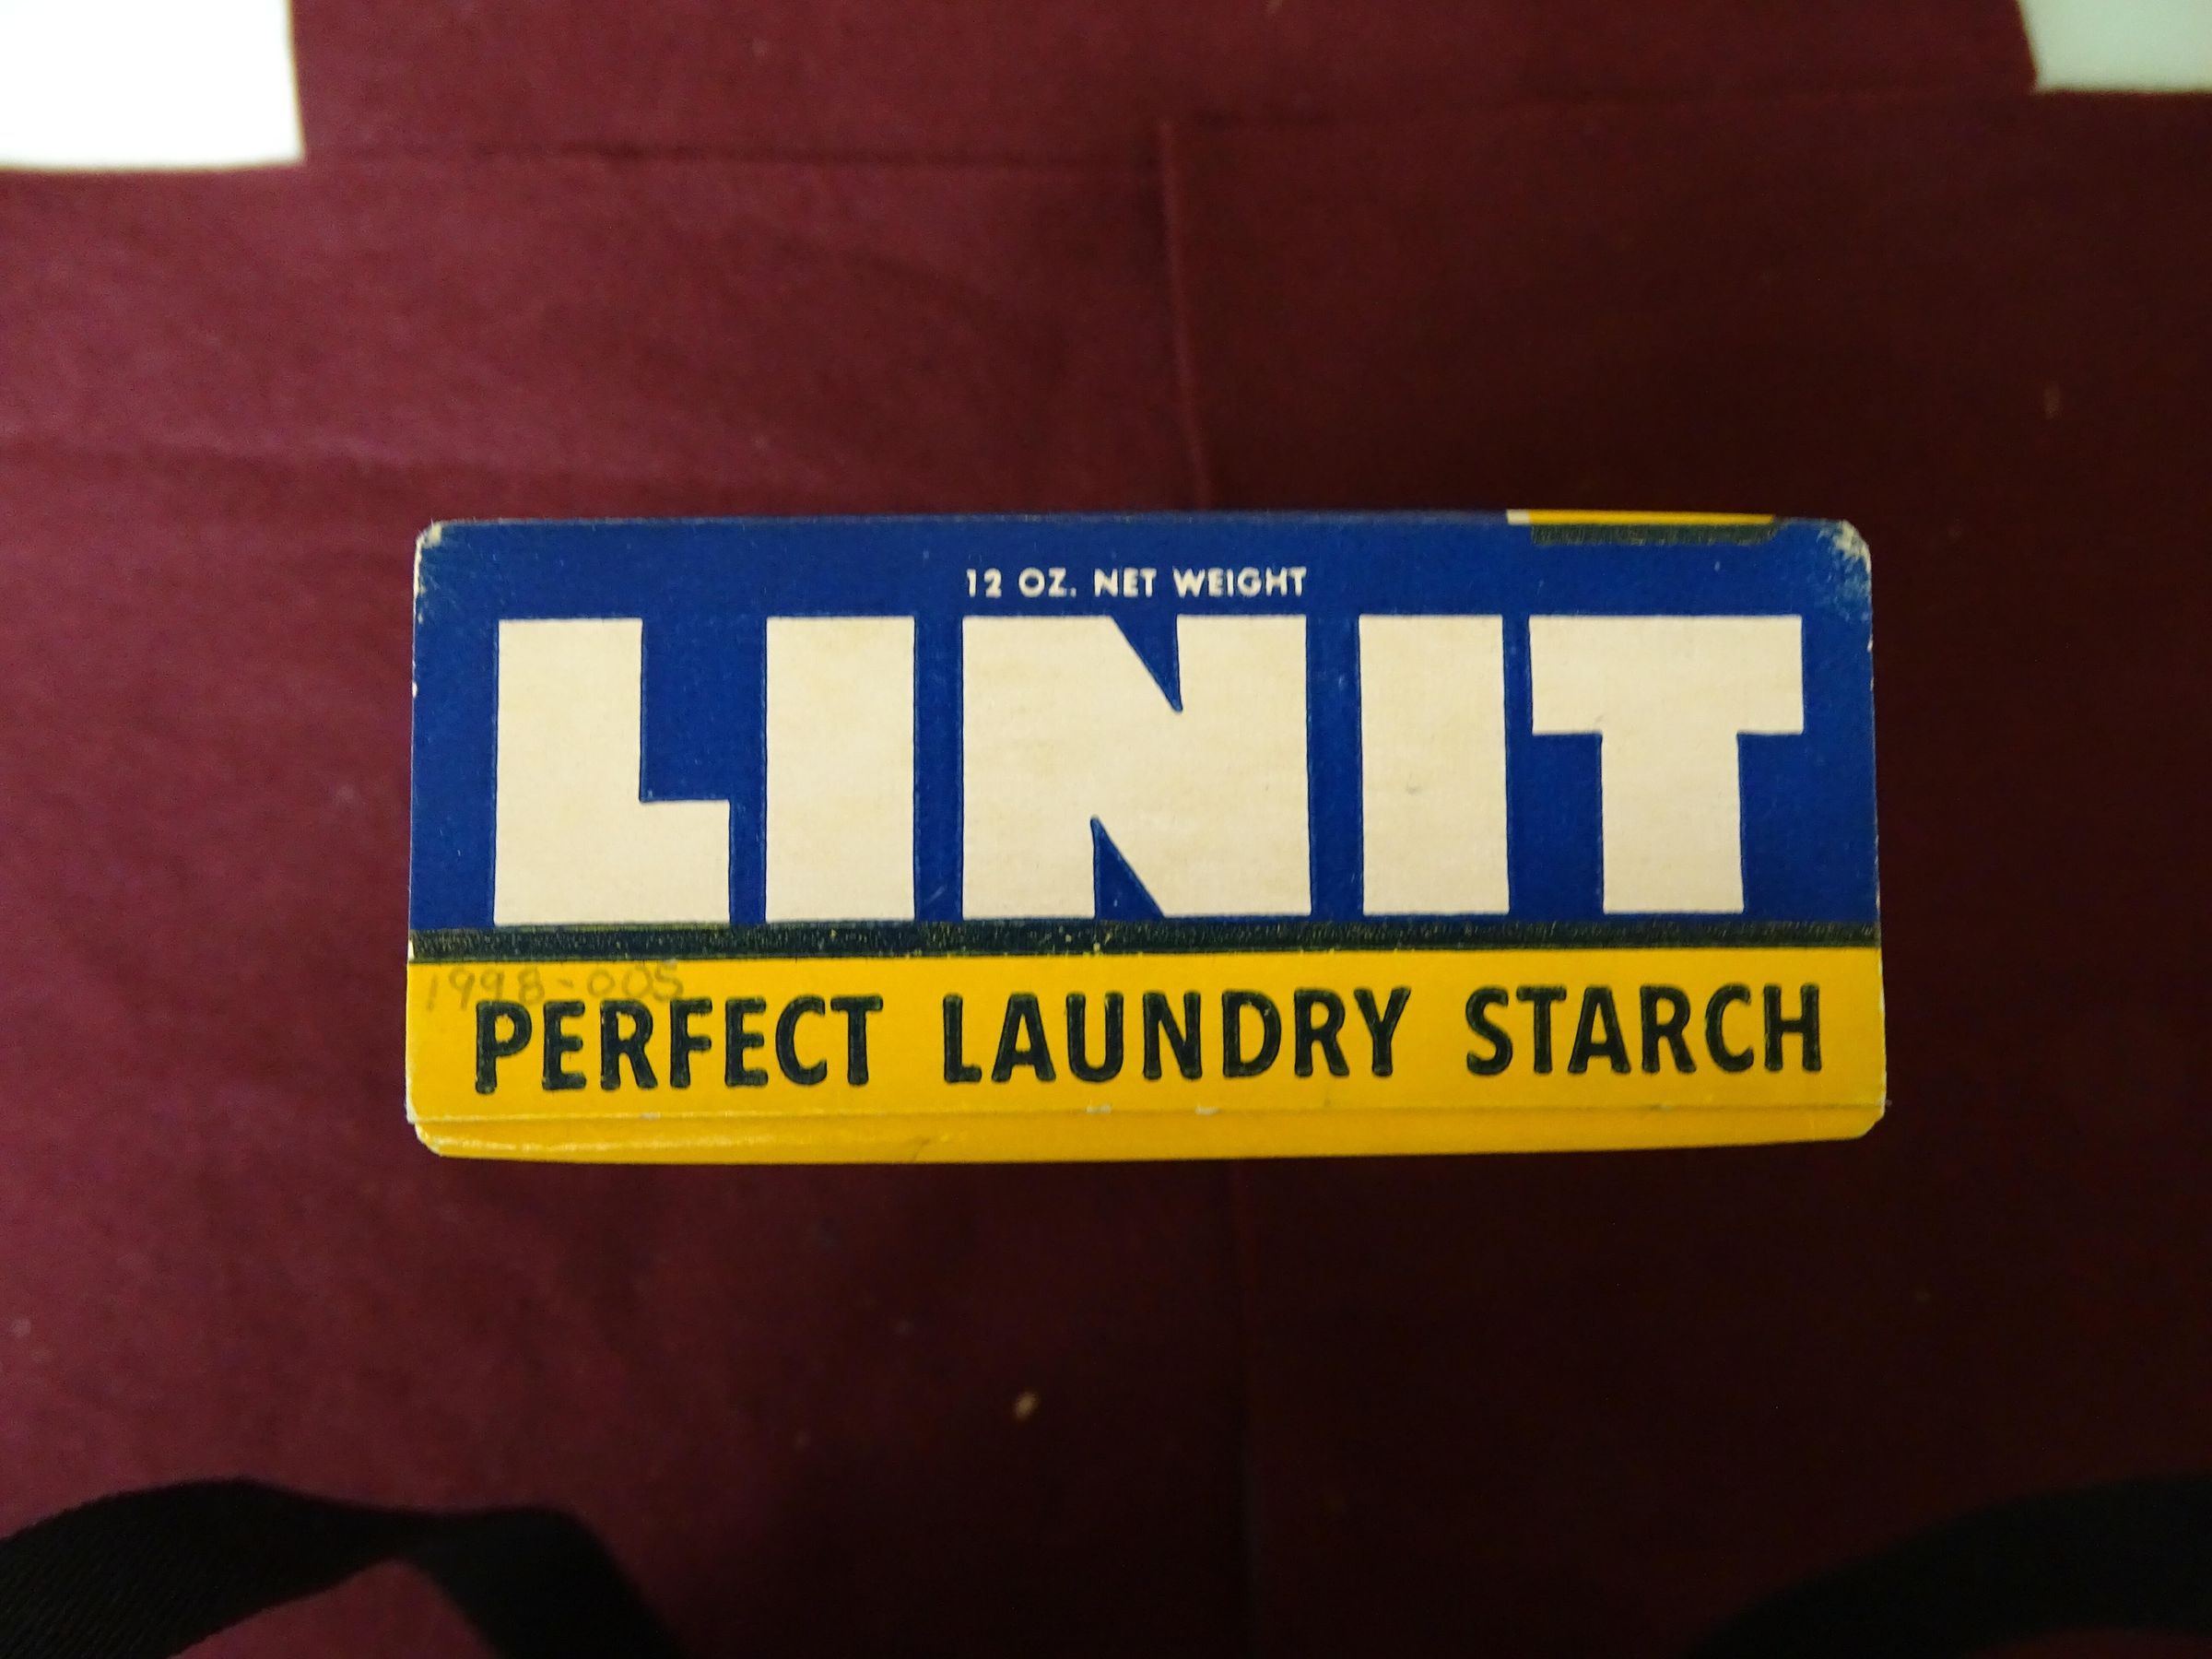 12 OZ. NET WEIGHT
LINIT
1998-005
PERFECT LAUNDRY STARCH